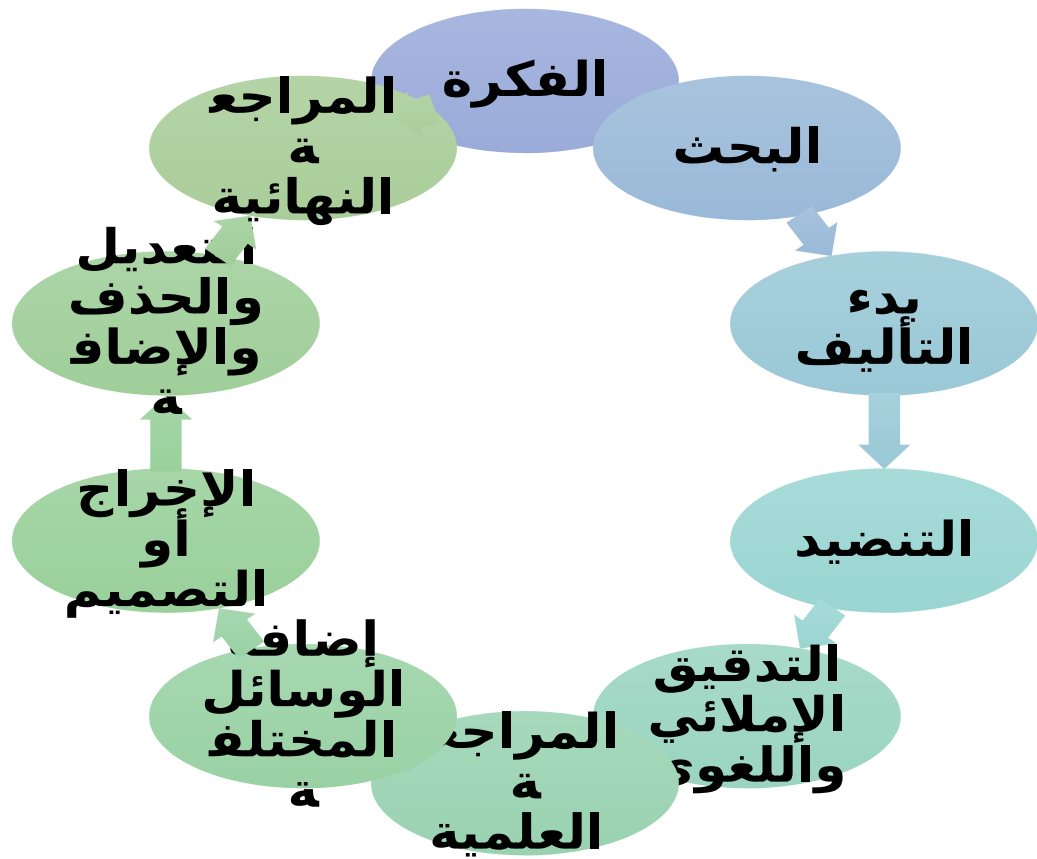 الفكرة
البحث
بدء
التأليف
التنضيد
التدقيق
الإملائي
واللغوي
المراجع
ة
العلمية
إضافة
الوسائل
المختلف
ة
الإخراج
أو
التصميم
التعديل
والحذف
والإضاف
ة
المراجع
ة
النهائية